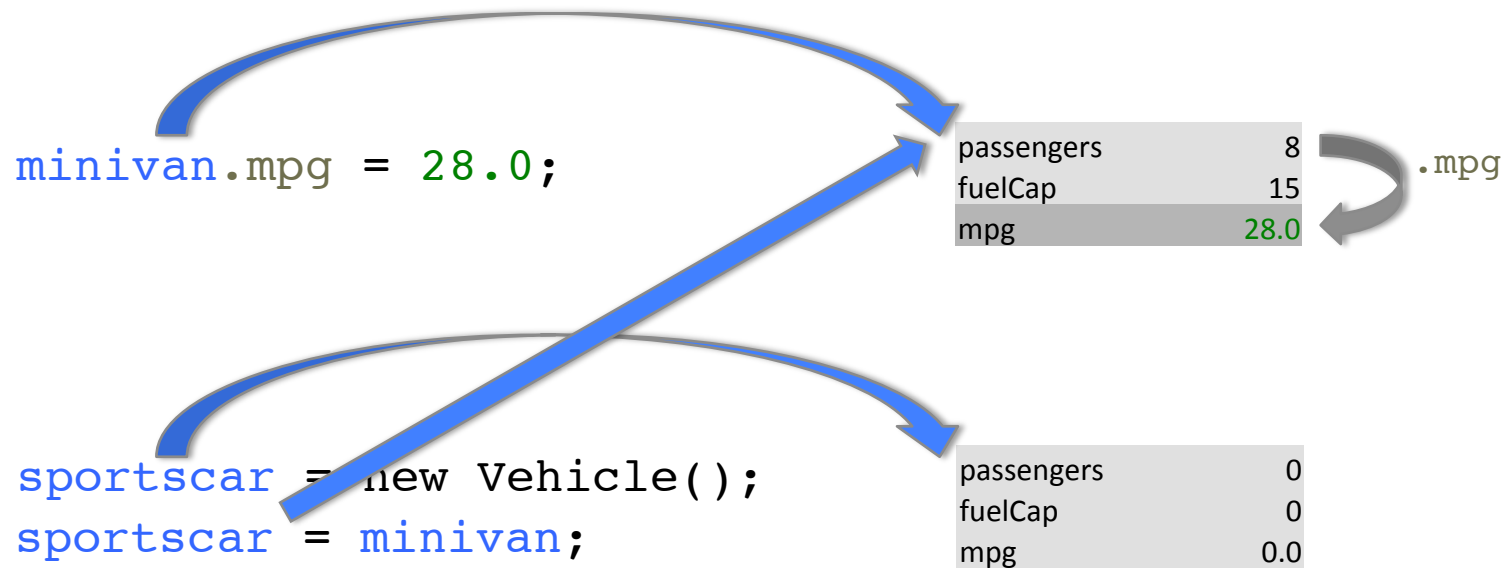 minivan.mpg = 28.0;
passengers 8
fuelCap 15
mpg 28.0
.mpg
sportscar = new Vehicle();
sportscar = minivan;
passengers 0
fuelCap 0
mpg 0.0